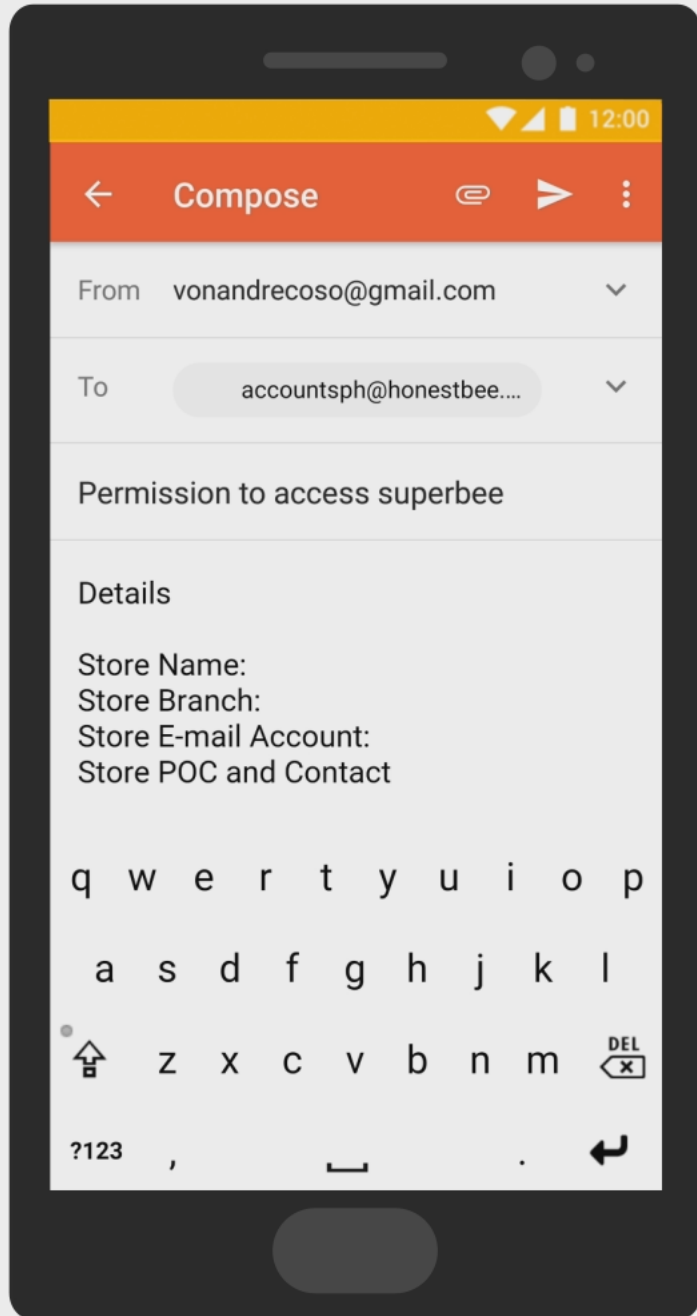 12:00
Compose
From vonandrecoso@gmail.com
To accountsph@honestbee....
Permission to access superbee
Details
Store Name:
Store Branch:
Store E-mail Account:
Store POC and Contact
q w e r t y u i o p
a s d f g h j k l
z x c v b n m DEL
?123 , .